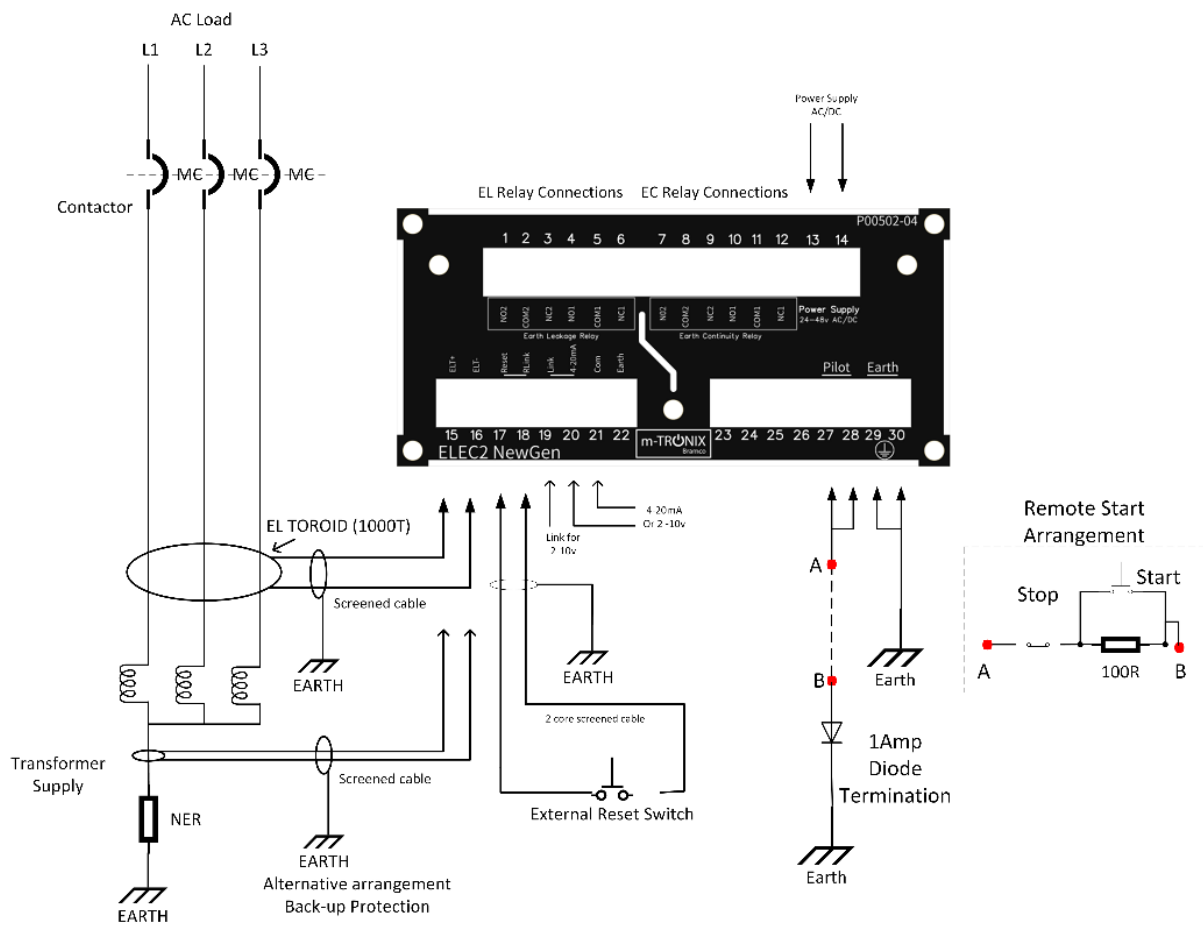 AC Load
L1 L2 L3
MC MC MC
Contactor
Power Supply
AC/DC
EL Relay Connections EC Relay Connections
P00502-04
1 2 3 4 5 6 7 8 9 10 11 12 13 14
NO2 COM2 NC2 NO1 COM1 NC1 NO2 COM2 NC2 NO1 COM1 NC1
Power Supply
24-48v AC/DC
Earth Leakage Relay Earth Continuity Relay
ELT+ ELT- Reset RLink Link 4-20mA Com Earth
Pilot Earth
15 16 17 18 19 20 21 22 23 24 25 26 27 28 29 30
m-TRONIX
Bramco
ELEC2 NewGen
EL TOROID (1000T)
Screened cable
EARTH
Link for
2-10v
4-20mA
Or 2 -10v
EARTH
2 core screened cable
External Reset Switch
Transformer
Supply
Screened cable
NER
EARTH
EARTH
Alternative arrangement
Back-up Protection
A
B
Earth
1Amp
Diode
Termination
Earth
Remote Start
Arrangement
Start
Stop
A 100R B